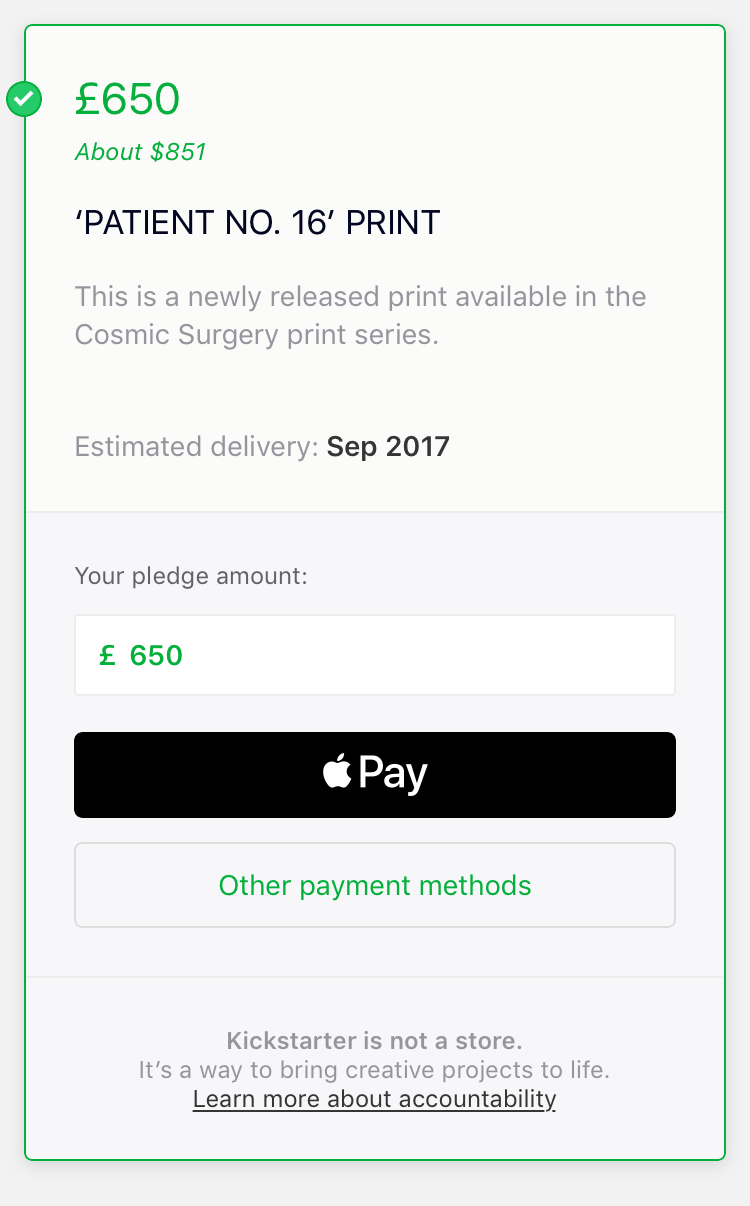 £650
About $851
‘PATIENT NO. 16’ PRINT
This is a newly released print available in the
Cosmic Surgery print series.
Estimated delivery: Sep 2017
Your pledge amount:
£ 650
Pay
Other payment methods
Kickstarter is not a store.
It’s a way to bring creative projects to life.
Learn more about accountability